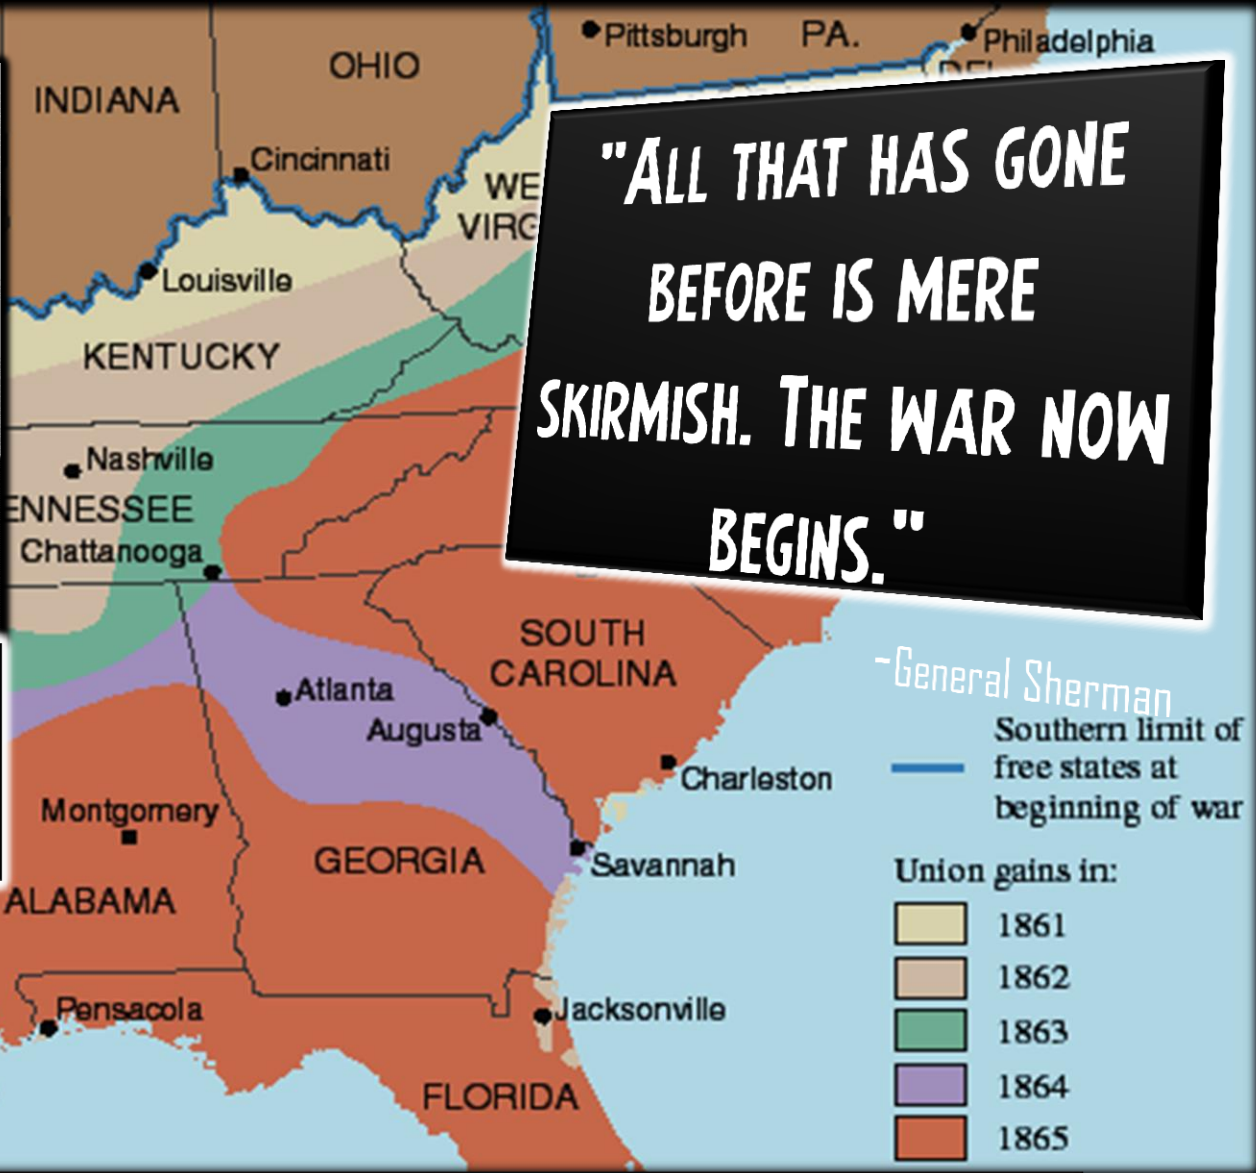 Pittsburgh
PA.
Philadelphia
OHIO
INDIANA
DEL
Cincinnati
WE
VIRG
"ALL THAT HAS GONE
BEFORE IS MERE
SKIRMISH. THE WAR NOW
BEGINS."
-General Sherman
Louisville
KENTUCKY
Nashville
ENNESSEE
Chattanooga
SOUTH
CAROLINA
Atlanta
Augusta
Charleston
Montgomery
GEORGIA
Savannah
ALABAMA
Pensacola
Jacksonville
FLORIDA
Southern limit of
free states at
beginning of war
Union gains in:
1861
1862
1863
1864
1865